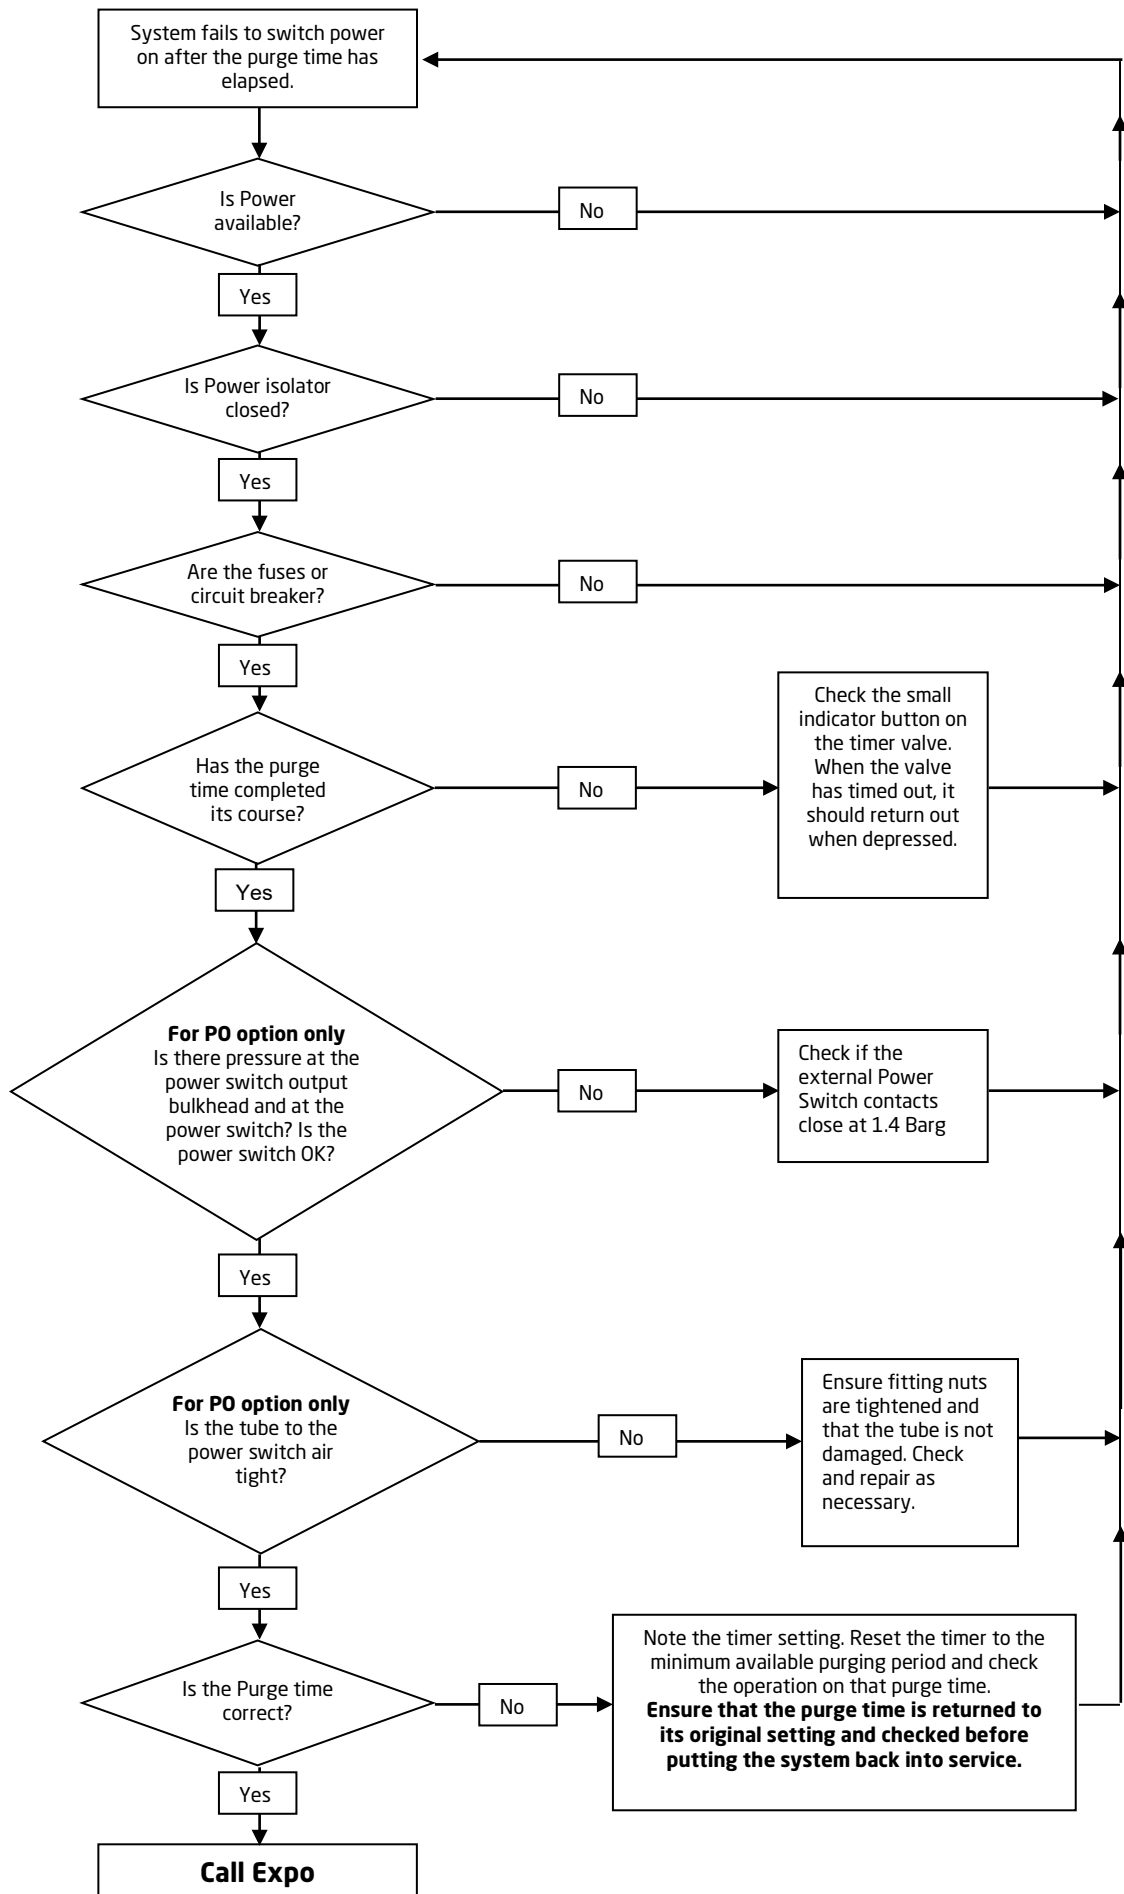 System fails to switch power
on after the purge time has
elapsed.
Is Power
available?
No
Yes
Is Power isolator
closed?
No
Yes
Are the fuses or
circuit breaker?
No
Yes
Has the purge
time completed
its course?
No
Check the small
indicator button on
the timer valve.
When the valve
has timed out, it
should return out
when depressed.
Yes
For PO option only
Is there pressure at the
power switch output
bulkhead and at the
power switch? Is the
power switch OK?
No
Check if the
external Power
Switch contacts
close at 1.4 Barg
Yes
For PO option only
Is the tube to the
power switch air
tight?
No
Ensure fitting nuts
are tightened and
that the tube is not
damaged. Check
and repair as
necessary.
Yes
Is the Purge time
correct?
No
Note the timer setting. Reset the timer to the
minimum available purging period and check
the operation on that purge time.
Ensure that the purge time is returned to
its original setting and checked before
putting the system back into service.
Yes
Call Expo